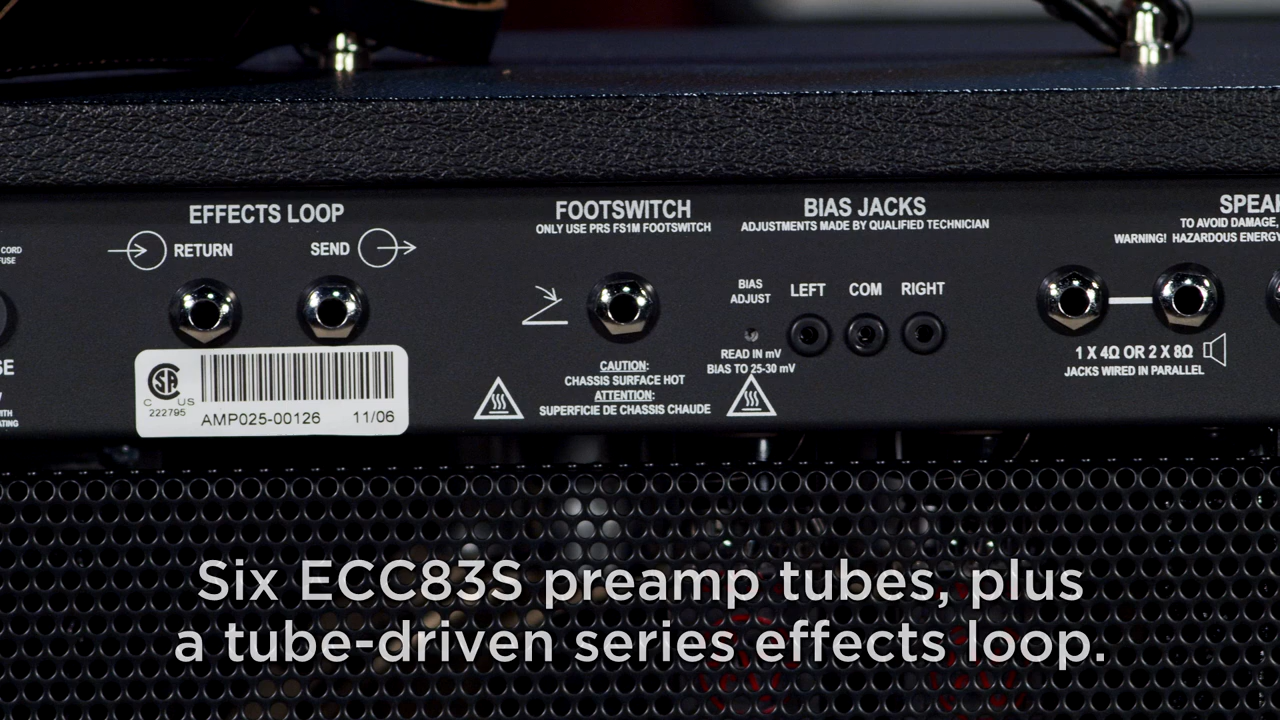 EFFECTS LOOP
RETURN
SEND
FOOTSWITCH
ONLY USE PRS FS1M FOOTSWITCH
BIAS JACKS
ADJUSTMENTS MADE BY QUALIFIED TECHNICIAN
TO AVOID DAMAGE,
WARNING! HAZARDOUS ENERGY
CORD
FUSE
BIAS
ADJUST
LEFT
COM
RIGHT
READ IN mV
BIAS TO 25-30 mV
CAUTION:
CHASSIS SURFACE HOT
ATTENTION:
SUPERFICIE DE CHASSIS CHAUDE
1 X 4Ω OR 2 X 8Ω
JACKS WIRED IN PARALLEL
C US
222795
AMP025-00126 11/06
Six ECC83S preamp tubes, plus
a tube-driven series effects loop.